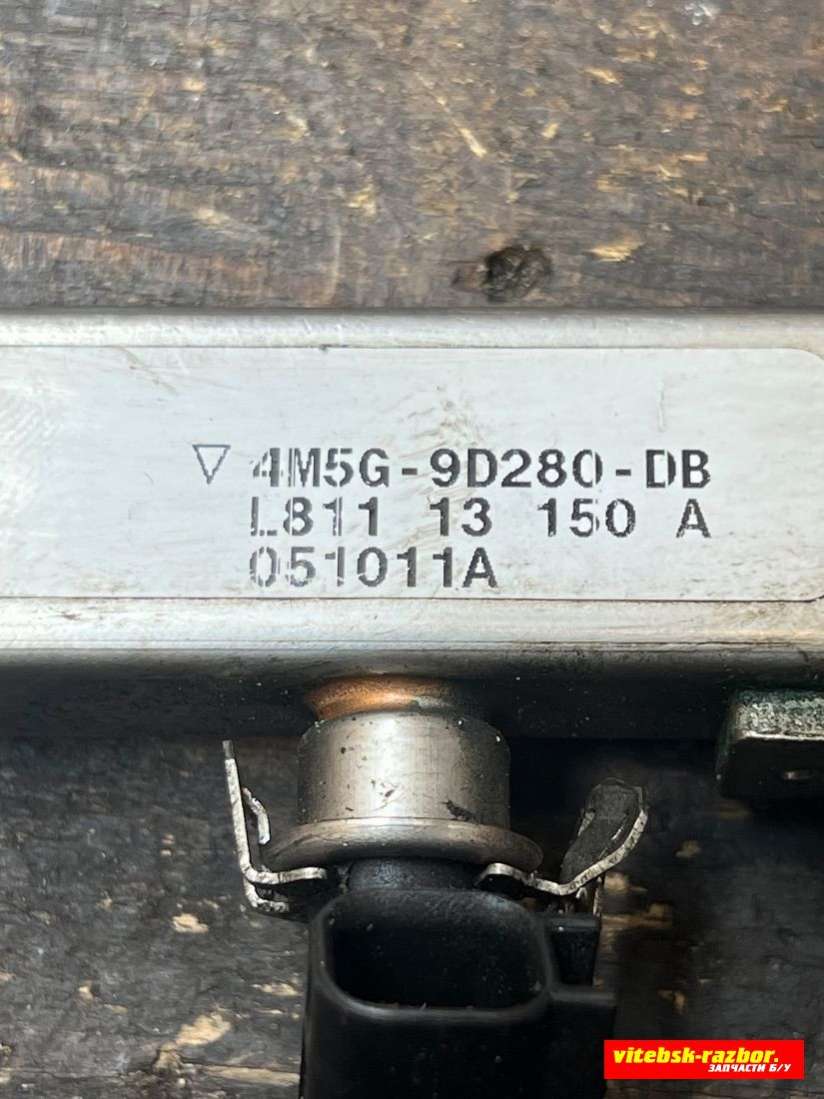 4M5G-9D280-DB
L811 13 150 A
051011A
vitebsk-razbor.
ЗАПЧАСТИ Б/У